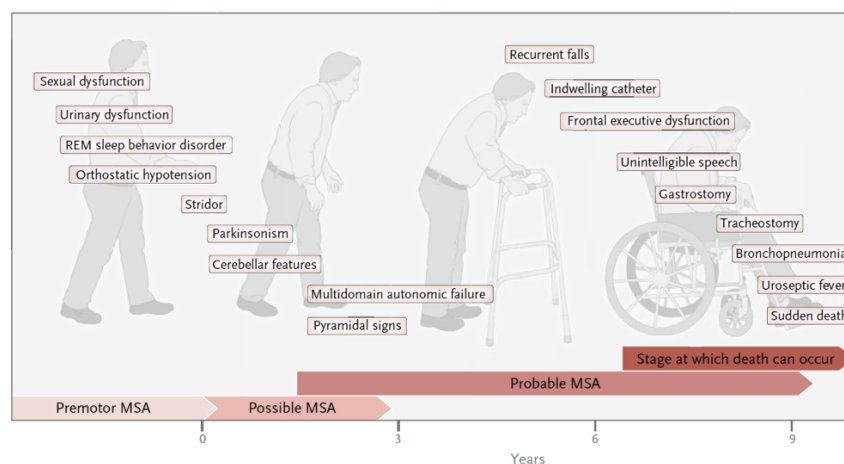 Recurrent falls
Sexual dysfunction
Indwelling catheter
Urinary dysfunction
Frontal executive dysfunction
REM sleep behavior disorder
Unintelligible speech
Orthostatic hypotension
Gastrostomy
Stridor
Tracheostomy
Parkinsonism
Bronchopneumonia
Cerebellar features
Uroseptic fever
Multidomain autonomic failure
Sudden death
Pyramidal signs
Stage at which death can occur
Probable MSA
Premotor MSA
Possible MSA
0
3
6
9
Years